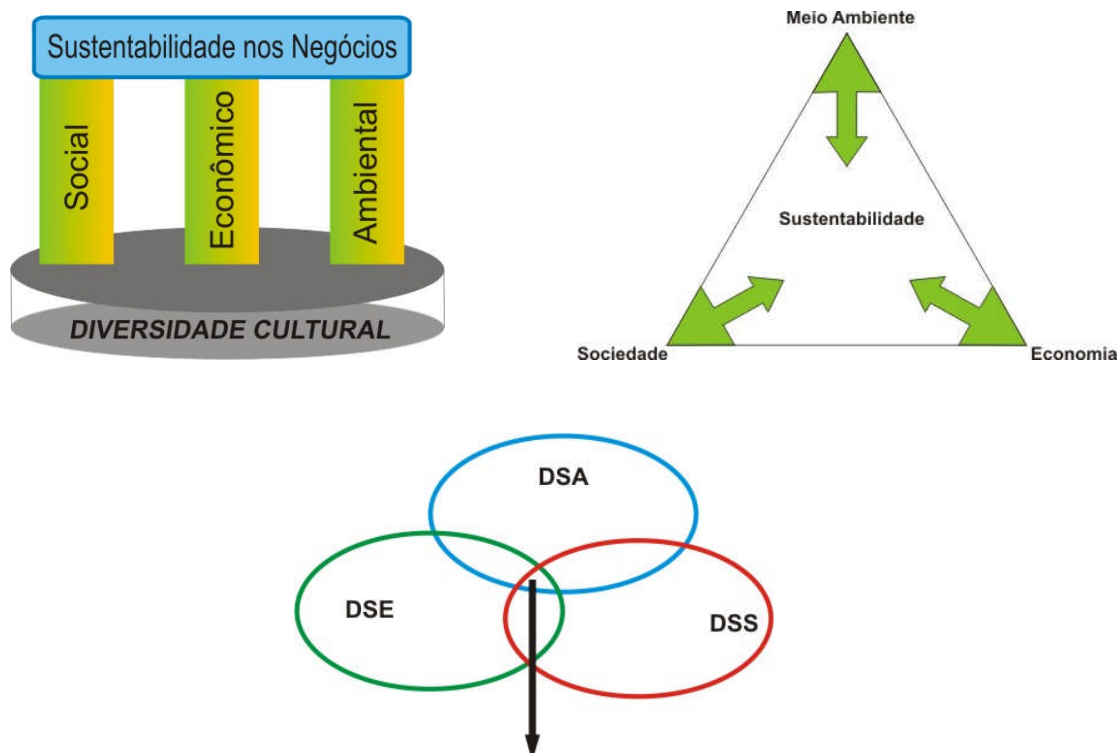 Sustentabilidade nos Negócios
Social
Econômico
Ambiental
DIVERSIDADE CULTURAL
Meio Ambiente
Sustentabilidade
Sociedade
Economia
DSA
DSE
DSS